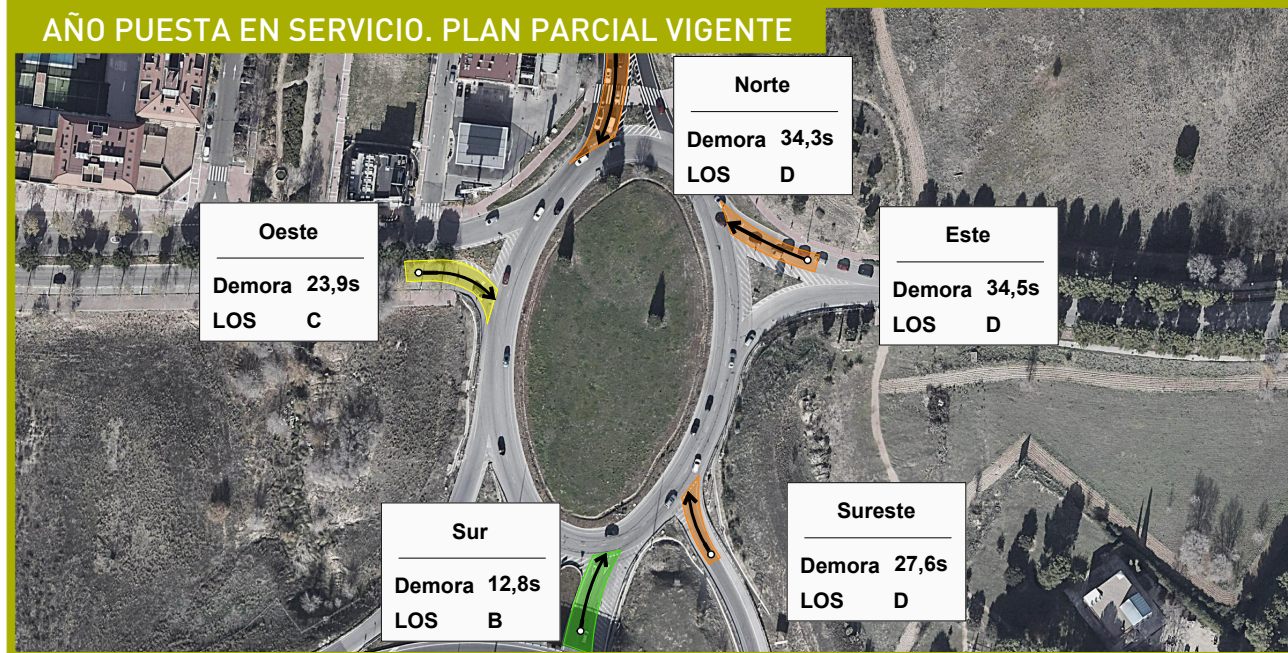 AÑO PUESTA EN SERVICIO. PLAN PARCIAL VIGENTE
Norte
Demora 34,3s
LOS D
Oeste
Demora 23,9s
LOS C
Este
Demora 34,5s
LOS D
Sur
Demora 12,8s
LOS B
Sureste
Demora 27,6s
LOS D